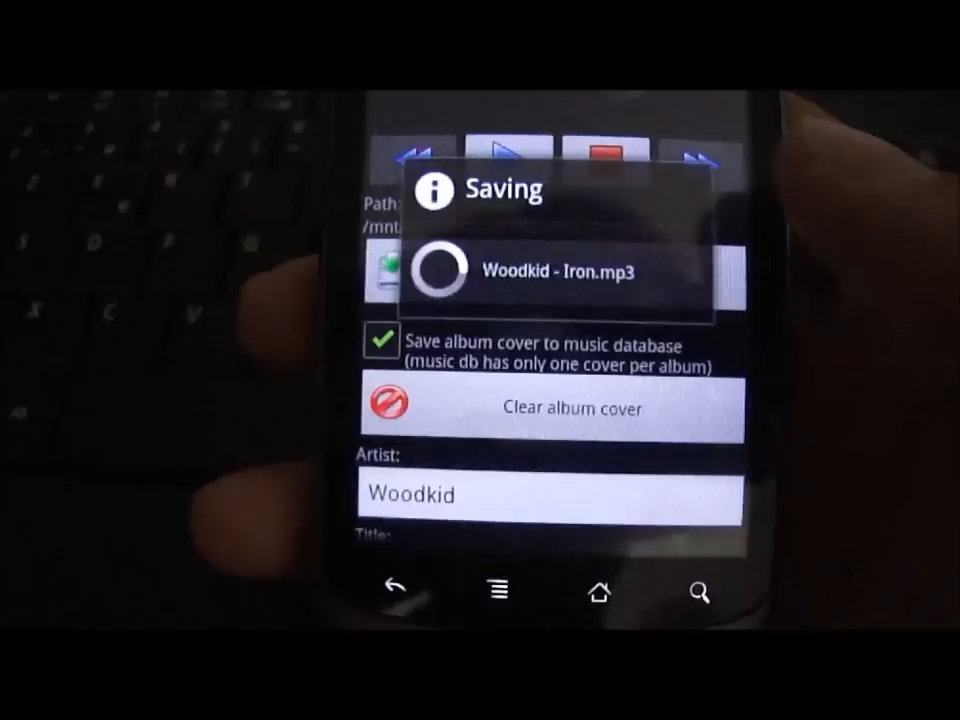 Saving
Path:
/mnt
Woodkid - Iron.mp3
Save album cover to music database
(music db has only one cover per album)
Clear album cover
Artist:
Woodkid
Title: